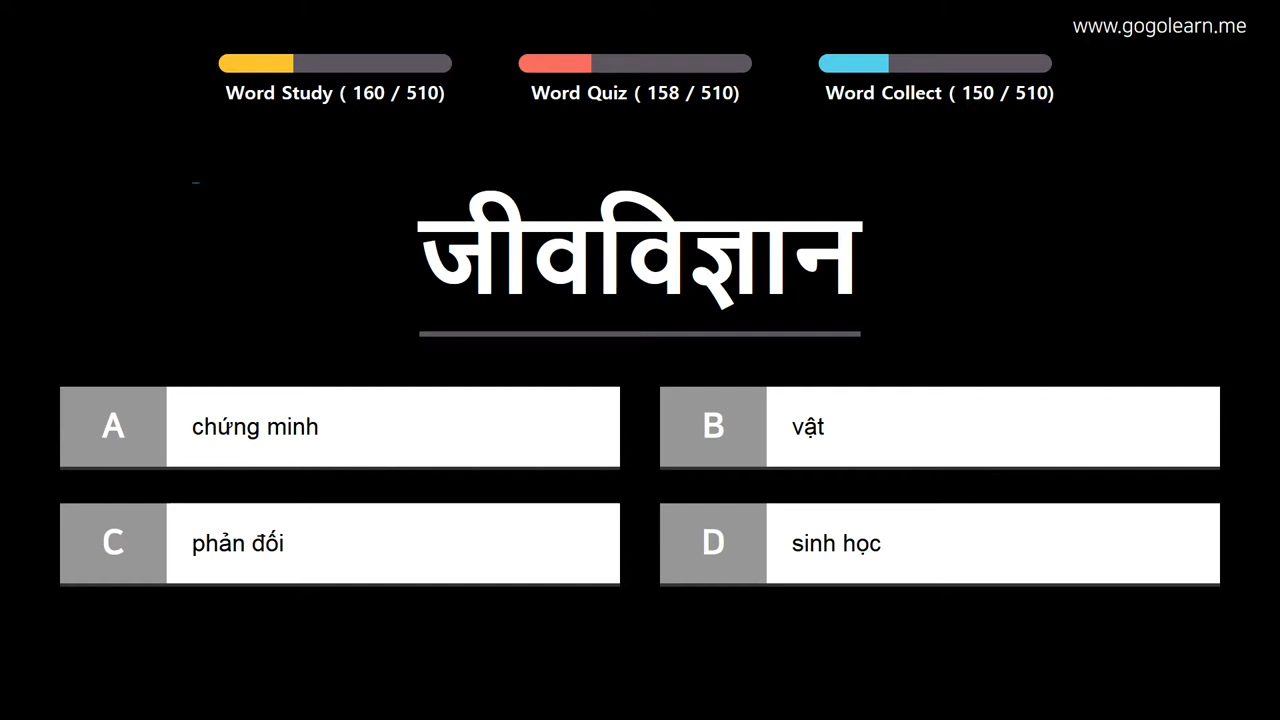 www.gogolearn.me
Word Study ( 160 / 510)
Word Quiz ( 158 / 510)
Word Collect ( 150 / 510)
जीवविज्ञान
A chứng minh
B vật
C phản đối
D sinh học